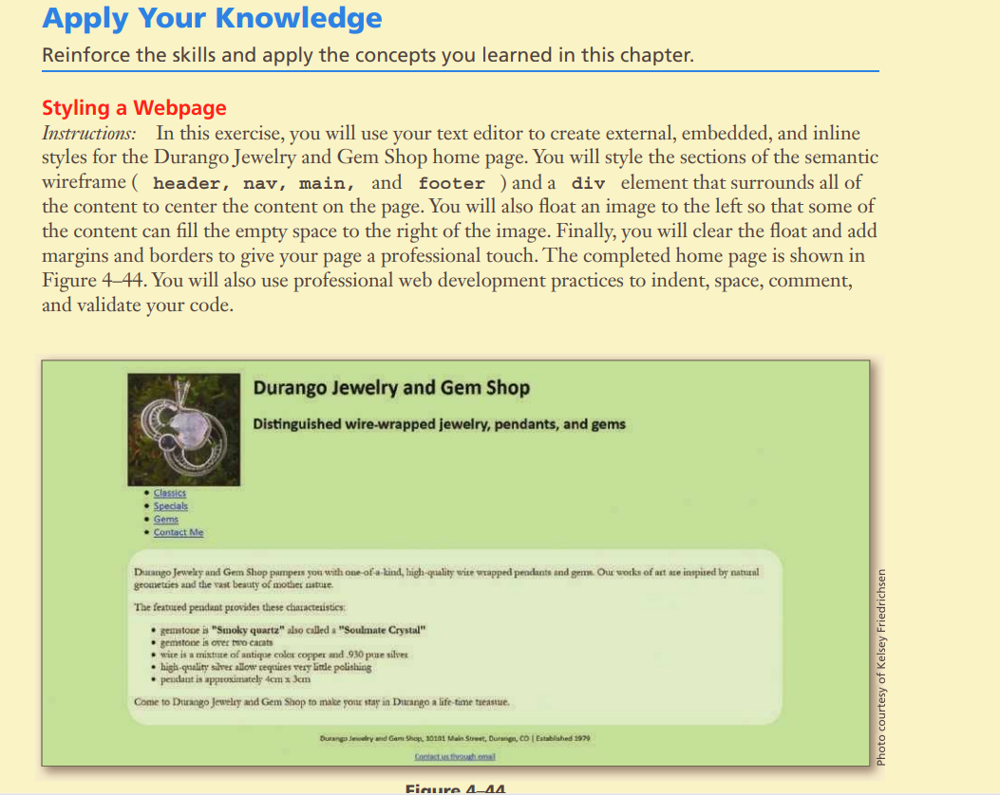 Apply Your Knowledge
Reinforce the skills and apply the concepts you learned in this chapter.
Styling a Webpage
Instructions: In this exercise, you will use your text editor to create external, embedded, and inline
styles for the Durango Jewelry and Gem Shop home page. You will style the sections of the semantic
wireframe ( header, nav, main, and footer ) and a div element that surrounds all of
the content to center the content on the page. You will also float an image to the left so that some of
the content can fill the empty space to the right of the image. Finally, you will clear the float and add
margins and borders to give your page a professional touch. The completed home page is shown in
Figure 4–44. You will also use professional web development practices to indent, space, comment,
and validate your code.
Durango Jewelry and Gem Shop
Distinguished wire-wrapped jewelry, pendants, and gems
• Classics
• Specials
• Gems
• Contact Me
Durango Jewelry and Gem Shop pampers you with one-of-a-kind, high-quality wire wrapped pendants and gems. Our works of art are inspired by natural
geometries and the vast beauty of mother nature.
The featured pendant provides these characteristics:
• gemstone is "Smoky quartz" also called a "Soulmate Crystal"
• gemstone is over two carats
• wire is a mixture of antique color copper and .930 pure silver
• high-quality silver allow requires very little polishing
• pendant is approximately 4cm x 3cm
Come to Durango Jewelry and Gem Shop to make your stay in Durango a life-time treasure.
Durango Jewelry and Gem Shop, 30101 Main Street, Durango, CO | Established 1979
Contact us through email
Photo courtesy of Kelsey Friedrichsen
Figure 4–44